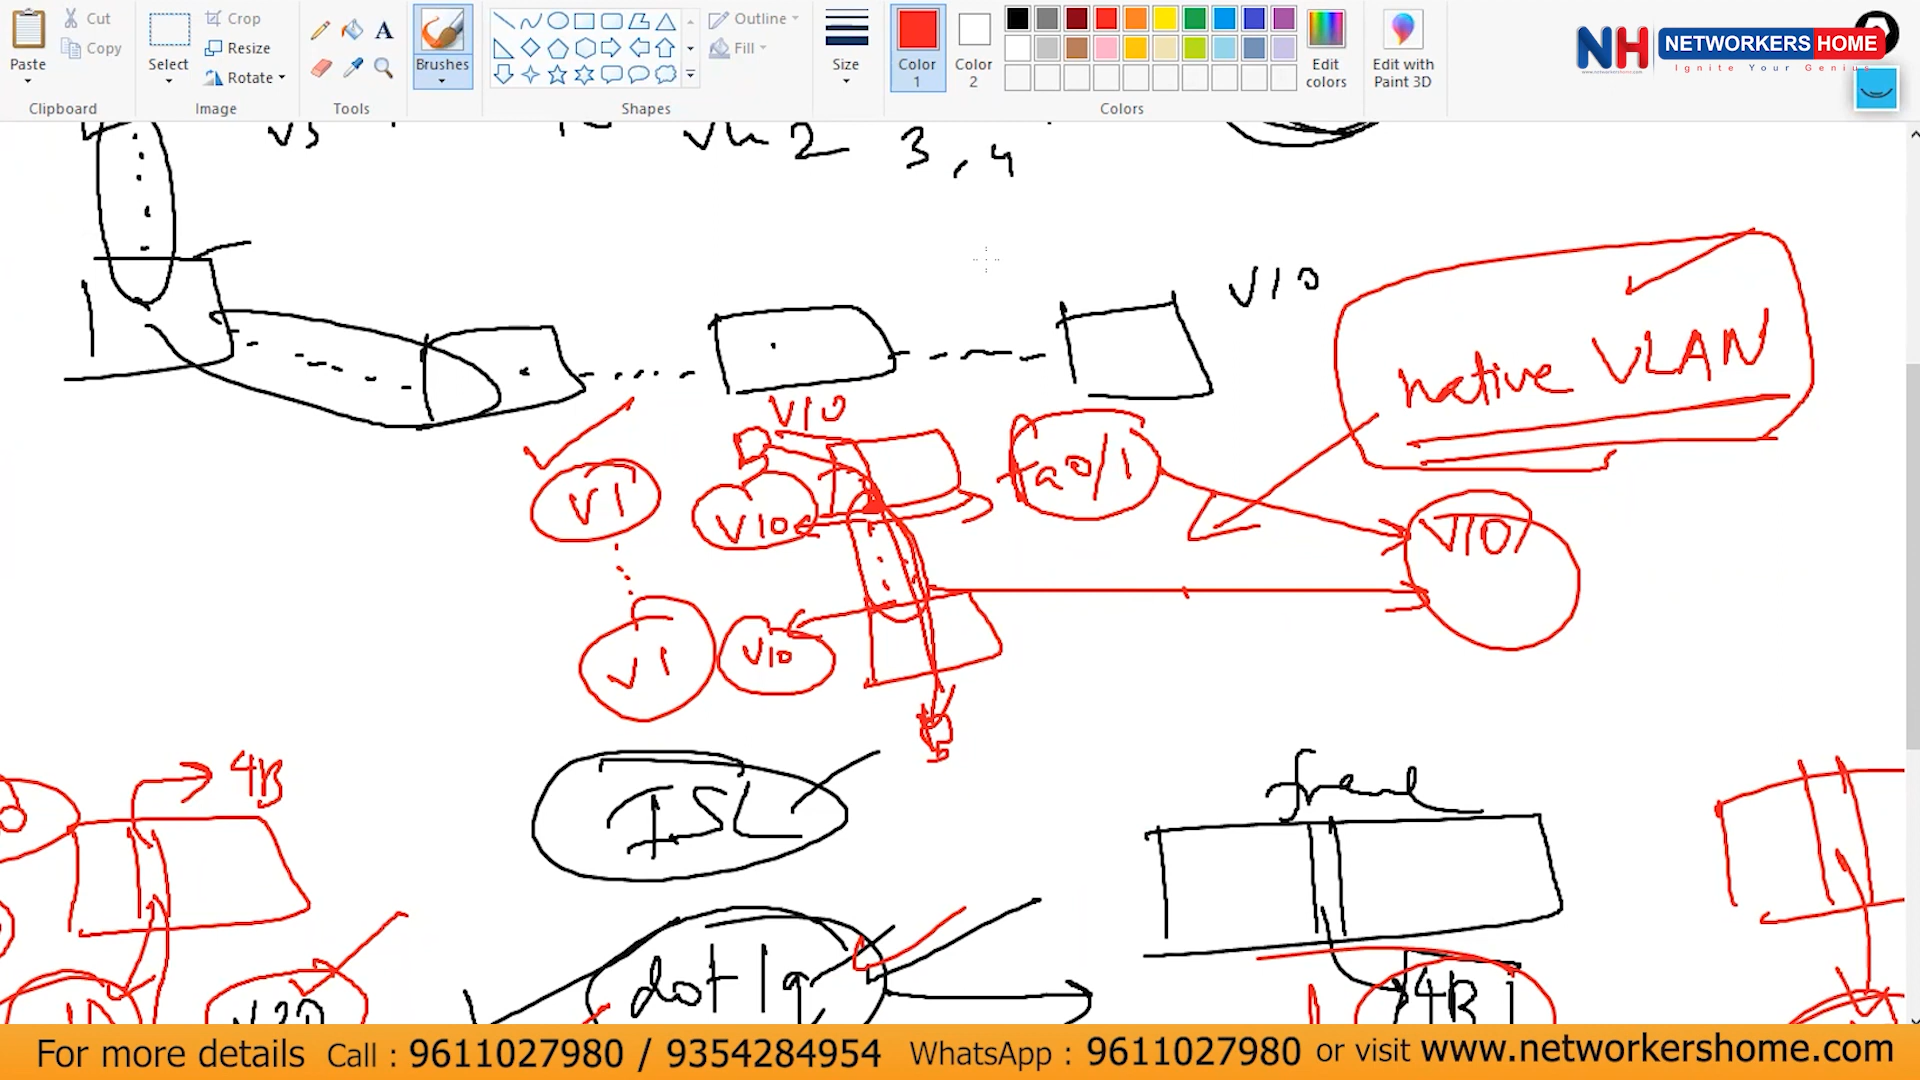 Paste
Cut
Copy
Clipboard
Select
Crop
Resize
Rotate
Image
A
Tools
Brushes
Shapes
Outline
Fill
Size
Color
1
Color
2
Colors
Edit
colors
Edit with
Paint 3D
NH NETWORKERS HOME
Ignite Your Genius
V3
2 3, 4
V10
native VLAN
V10
V1
V10
fa0/1
V10
V1
V10
4B
ISL
dot1q
4B
V20
For more details Call : 9611027980 / 9354284954 WhatsApp : 9611027980 or visit www.networkershome.com